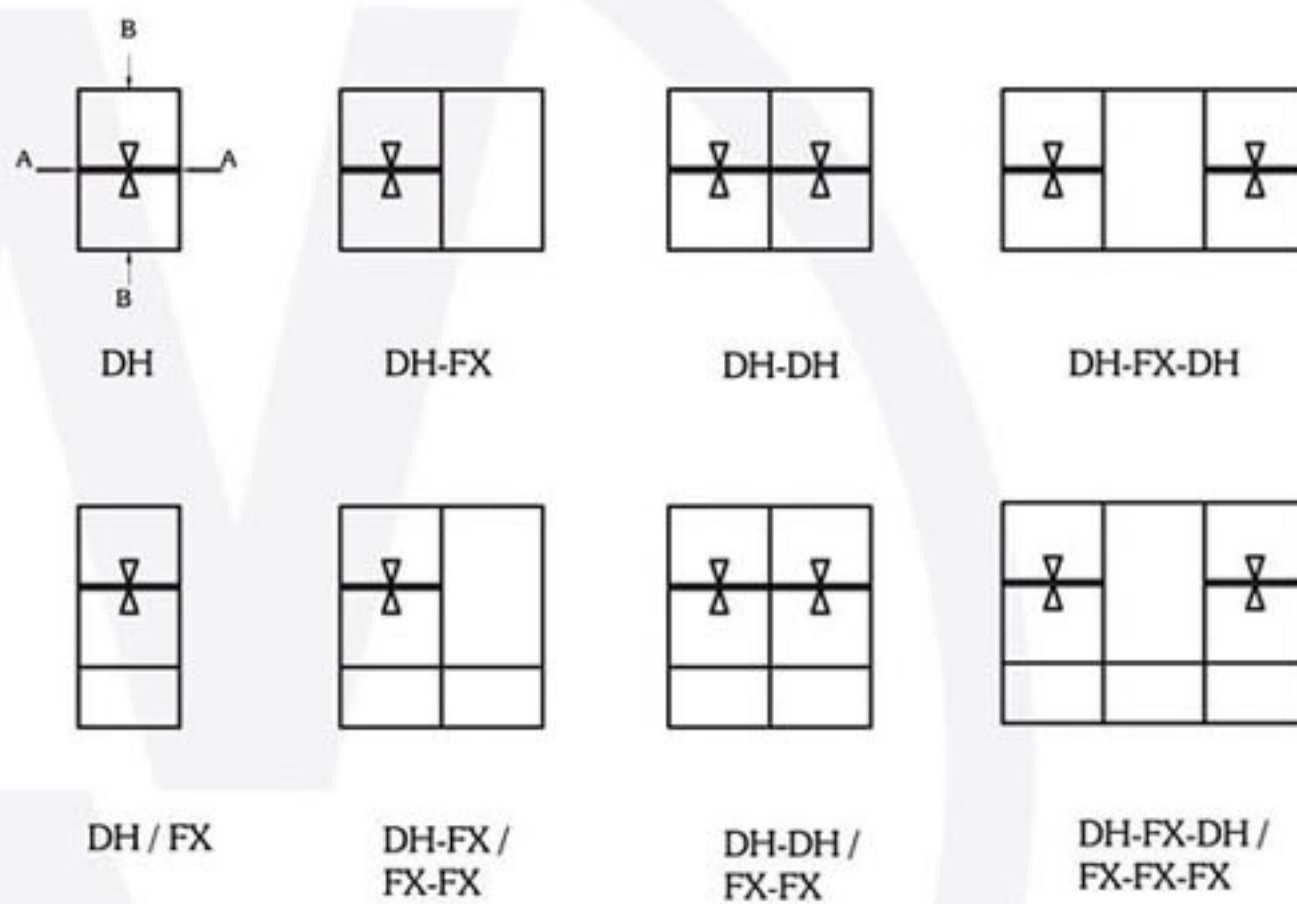 B
A
A
B
DH
DH-FX
DH-DH
DH-FX-DH
DH / FX
DH-FX /
FX-FX
DH-DH /
FX-FX
DH-FX-DH /
FX-FX-FX